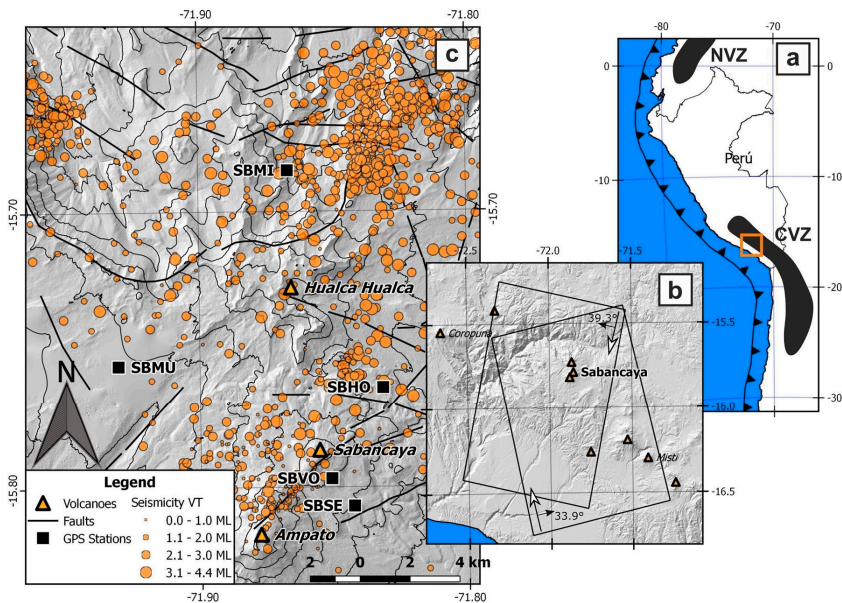 -71.90
-71.80
c
SBMI
-15.70
-15.70
Hualca Hualca
SBMU
SBHO
N
Sabancaya
-15.80
SBVO
SBSE
Ampato
Legend
Volcanoes
Faults
GPS Stations
Seismicity VT
0.0 - 1.0 ML
1.1 - 2.0 ML
2.1 - 3.0 ML
3.1 - 4.4 ML
2 0 2 4 km
-71.90
-71.80
-80
-70
a
NVZ
0
0
Perú
-10
-10
CVZ
-20
-30
-72.5
-72.0
-71.5
b
39.3°
Coropuna
-15.5
Sabancaya
-16.0
Misti
-16.5
33.9°